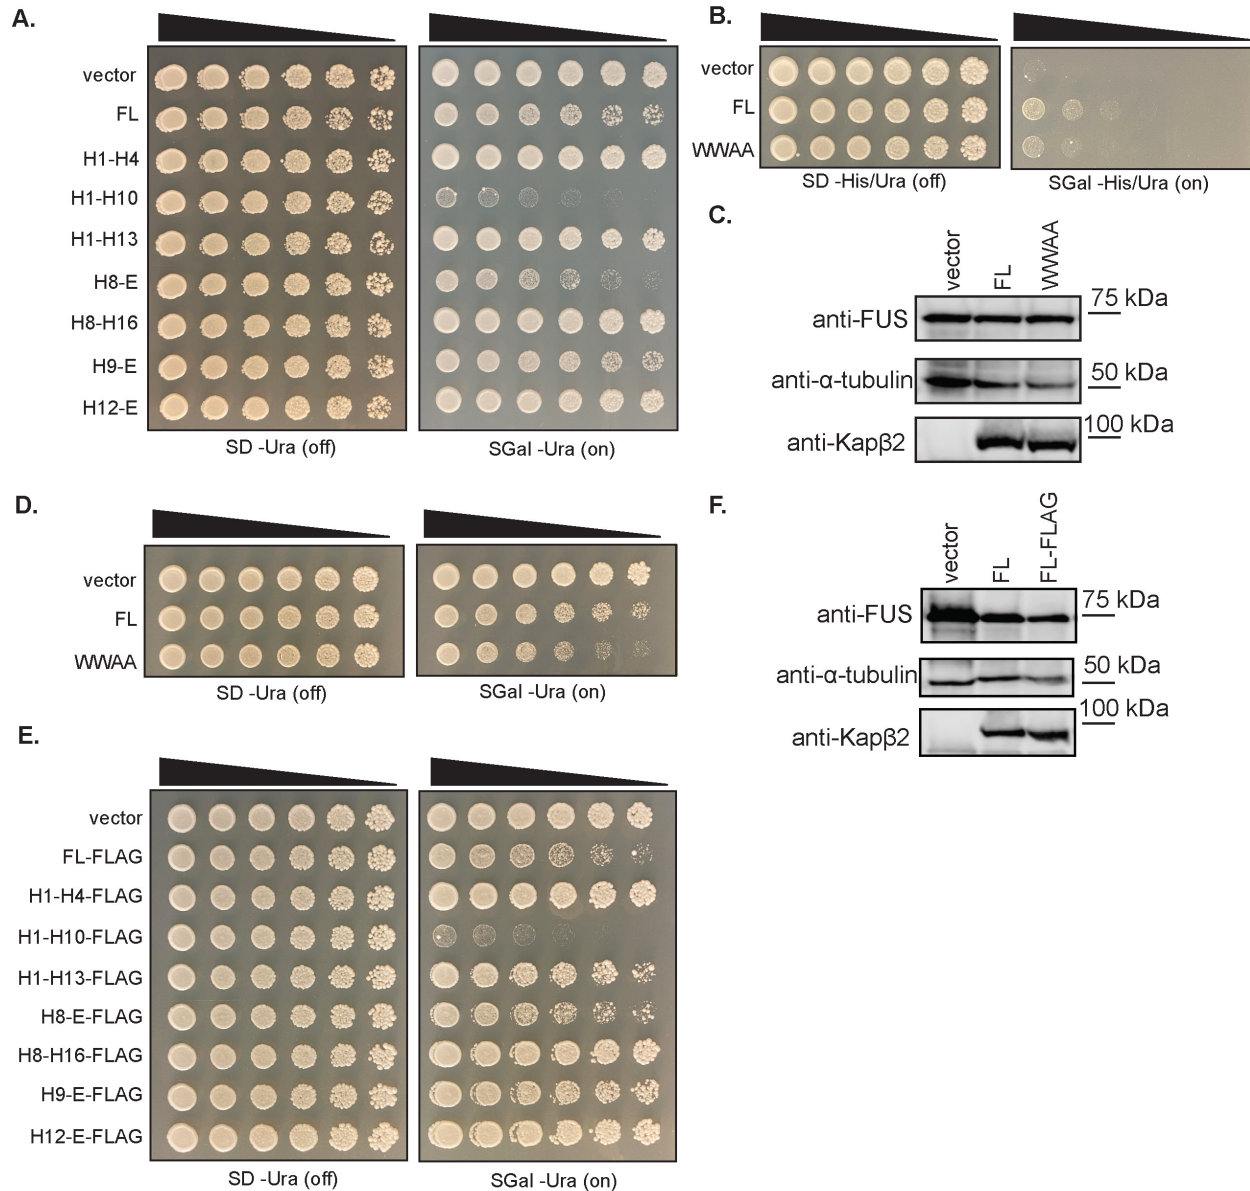 A.
vector
FL
H1-H4
H1-H10
H1-H13
H8-E
H8-H16
H9-E
H12-E
SD -Ura (off)
SGal -Ura (on)
B.
vector
FL
WWAA
SD -His/Ura (off)
SGal -His/Ura (on)
C.
vector
FL
WWAA
anti-FUS
75 kDa
anti-α-tubulin
50 kDa
anti-Kapβ2
100 kDa
D.
vector
FL
WWAA
SD -Ura (off)
SGal -Ura (on)
E.
vector
FL-FLAG
H1-H4-FLAG
H1-H10-FLAG
H1-H13-FLAG
H8-E-FLAG
H8-H16-FLAG
H9-E-FLAG
H12-E-FLAG
SD -Ura (off)
SGal -Ura (on)
F.
vector
FL
FL-FLAG
anti-FUS
75 kDa
anti-α-tubulin
50 kDa
anti-Kapβ2
100 kDa